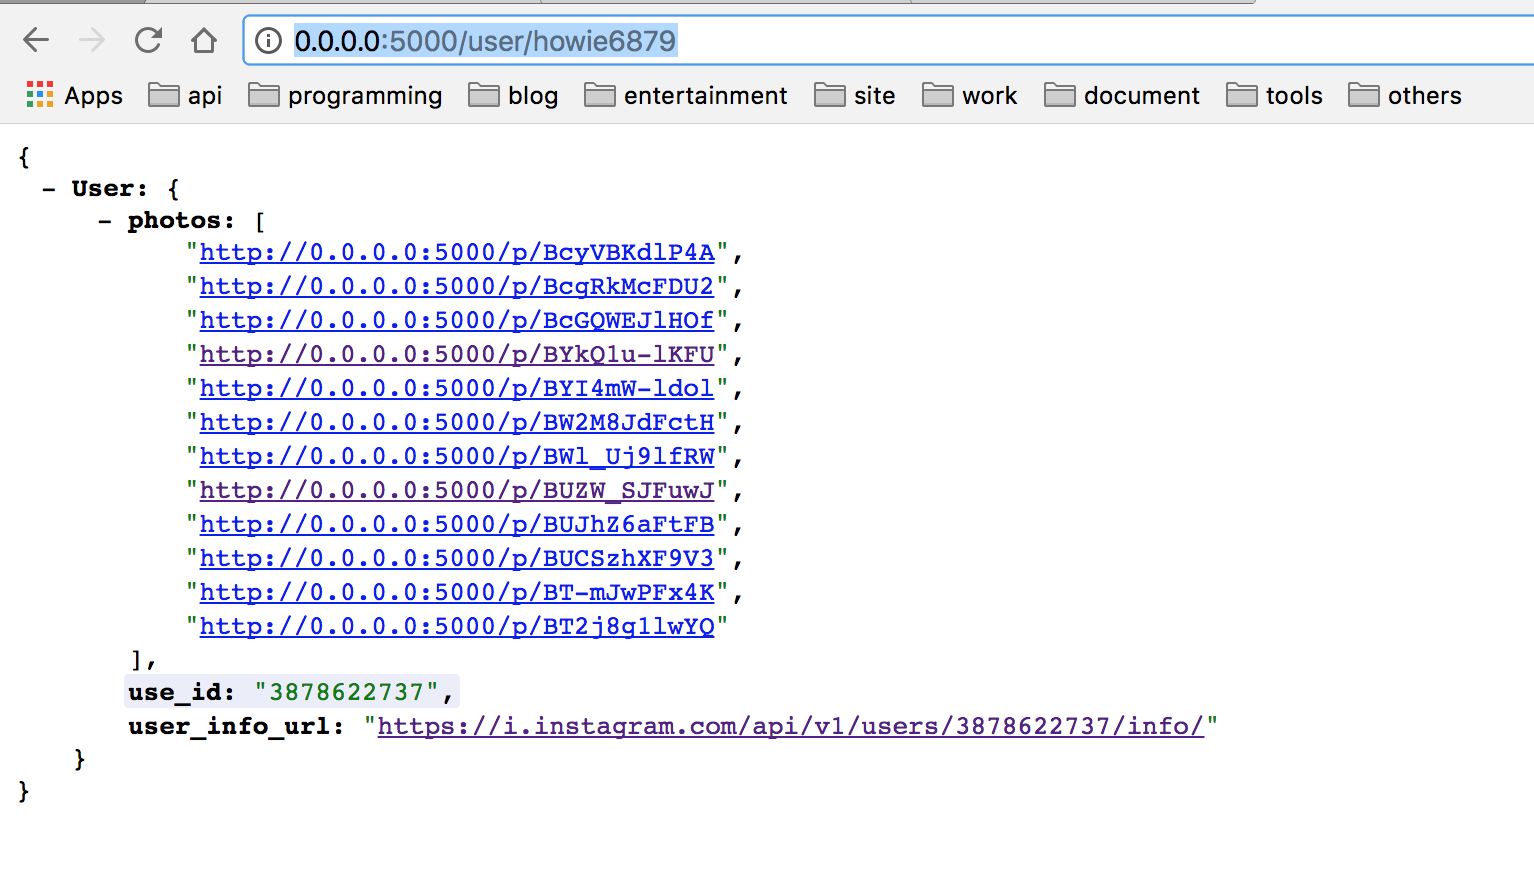 0.0.0.0:5000/user/howie6879
Apps api programming blog entertainment site work document tools others
{
- User: {
- photos: [
"http://0.0.0.0:5000/p/BcyVBKdlP4A",
"http://0.0.0.0:5000/p/BcgRkMcFDU2",
"http://0.0.0.0:5000/p/BcGQWEJlHOf",
"http://0.0.0.0:5000/p/BYkQ1u-lKFU",
"http://0.0.0.0:5000/p/BYI4mW-ldol",
"http://0.0.0.0:5000/p/BW2M8JdFctH",
"http://0.0.0.0:5000/p/BWl_Uj9lfRW",
"http://0.0.0.0:5000/p/BUZW_SJFuwJ",
"http://0.0.0.0:5000/p/BUJhZ6aFtFB",
"http://0.0.0.0:5000/p/BUCSzhXF9V3",
"http://0.0.0.0:5000/p/BT-mJwPFx4K",
"http://0.0.0.0:5000/p/BT2j8g1lwYQ"
],
use_id: "3878622737",
user_info_url: "https://i.instagram.com/api/v1/users/3878622737/info/"
}
}